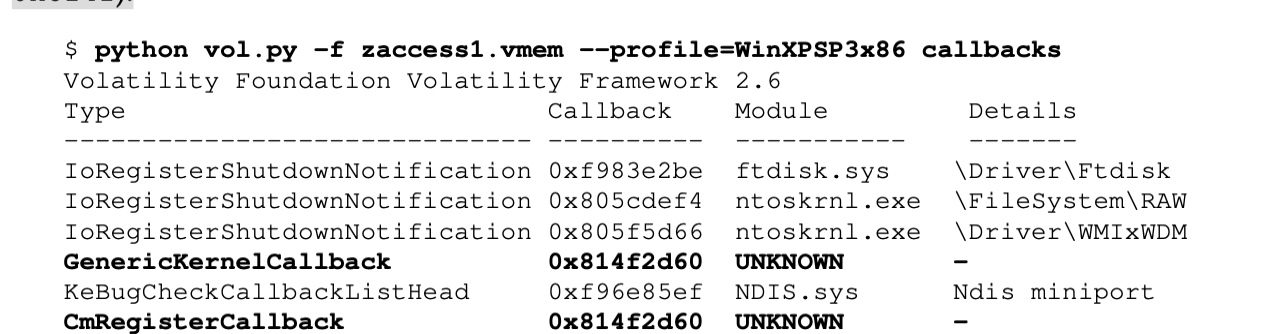 $ python vol.py -f zaccess1.vmem --profile=WinXPSP3x86 callbacks
Volatility Foundation Volatility Framework 2.6
Type Callback Module Details
------------------------------ ---------- ----------- -------
IoRegisterShutdownNotification 0xf983e2be ftdisk.sys \Driver\Ftdisk
IoRegisterShutdownNotification 0x805cdef4 ntoskrnl.exe \FileSystem\RAW
IoRegisterShutdownNotification 0x805f5d66 ntoskrnl.exe \Driver\WMIxWDM
GenericKernelCallback 0x814f2d60 UNKNOWN -
KeBugCheckCallbackListHead 0xf96e85ef NDIS.sys Ndis miniport
CmRegisterCallback 0x814f2d60 UNKNOWN -